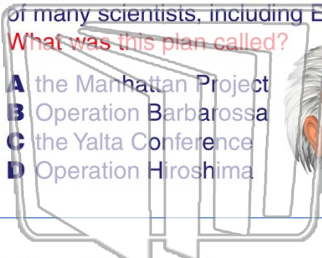 of many scientists, including E
What was this plan called?
A the Manhattan Project
B Operation Barbarossa
C the Yalta Conference
D Operation Hiroshima